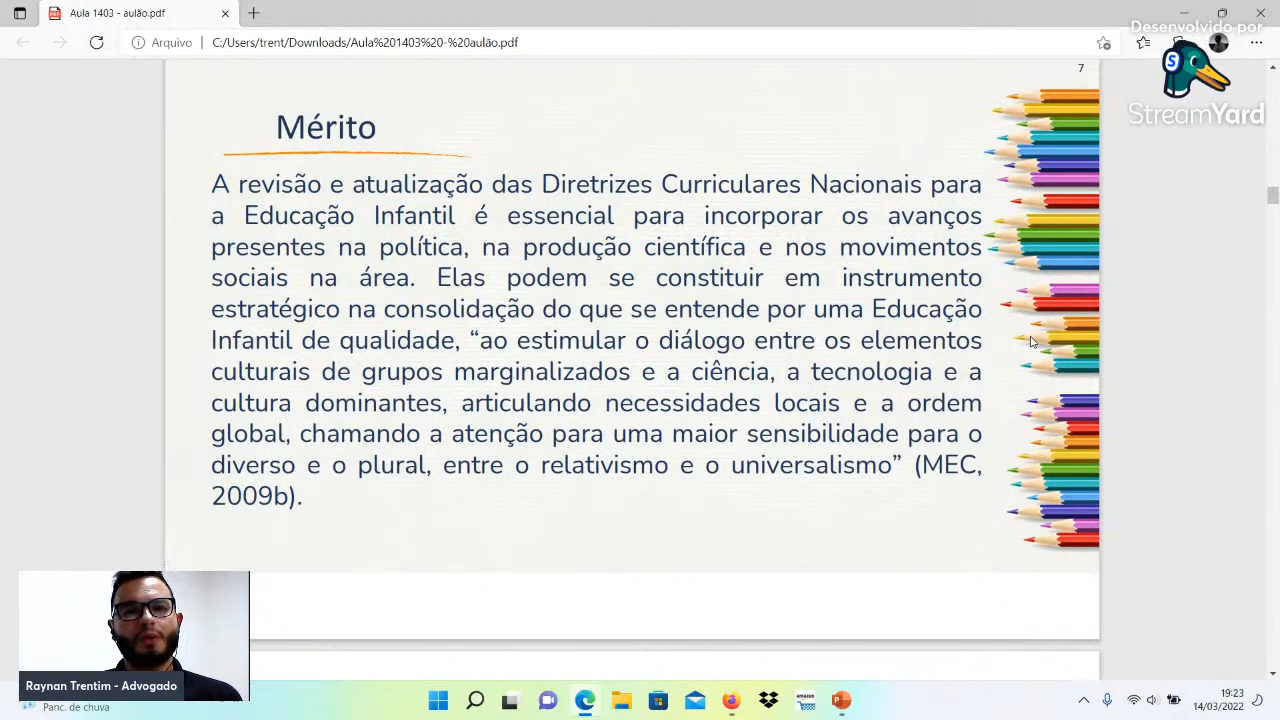 Aula 1403 - aulão.pdf
Desenvolvido por
Arquivo
C:/Users/trent/Downloads/Aula%201403%20-%20aulão.pdf
StreamYard
7
Mérito
A revisão e atualização das Diretrizes Curriculares Nacionais para
a Educação Infantil é essencial para incorporar os avanços
presentes na política, na produção científica e nos movimentos
sociais na área. Elas podem se constituir em instrumento
estratégico na consolidação do que se entende por uma Educação
Infantil de qualidade, “ao estimular o diálogo entre os elementos
culturais de grupos marginalizados e a ciência, a tecnologia e a
cultura dominantes, articulando necessidades locais e a ordem
global, chamando a atenção para uma maior sensibilidade para o
diverso e o plural, entre o relativismo e o universalismo” (MEC,
2009b).
Raynan Trentim - Advogado
Panc. de chuva
amazon
19:23
14/03/2022